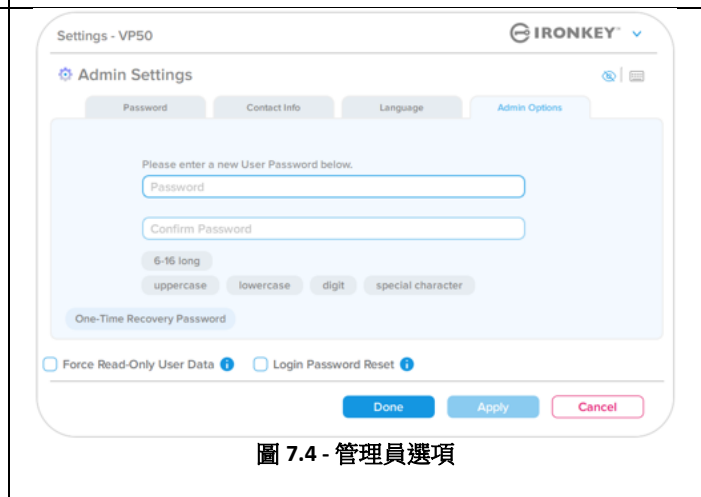 Settings - VP50
IRONKEY
Admin Settings
Password Contact Info Language Admin Options
Please enter a new User Password below.
Password
Confirm Password
6-16 long
uppercase lowercase digit special character
One-Time Recovery Password
Force Read-Only User Data Login Password Reset
Done Apply Cancel
圖 7.4 - 管理員選項